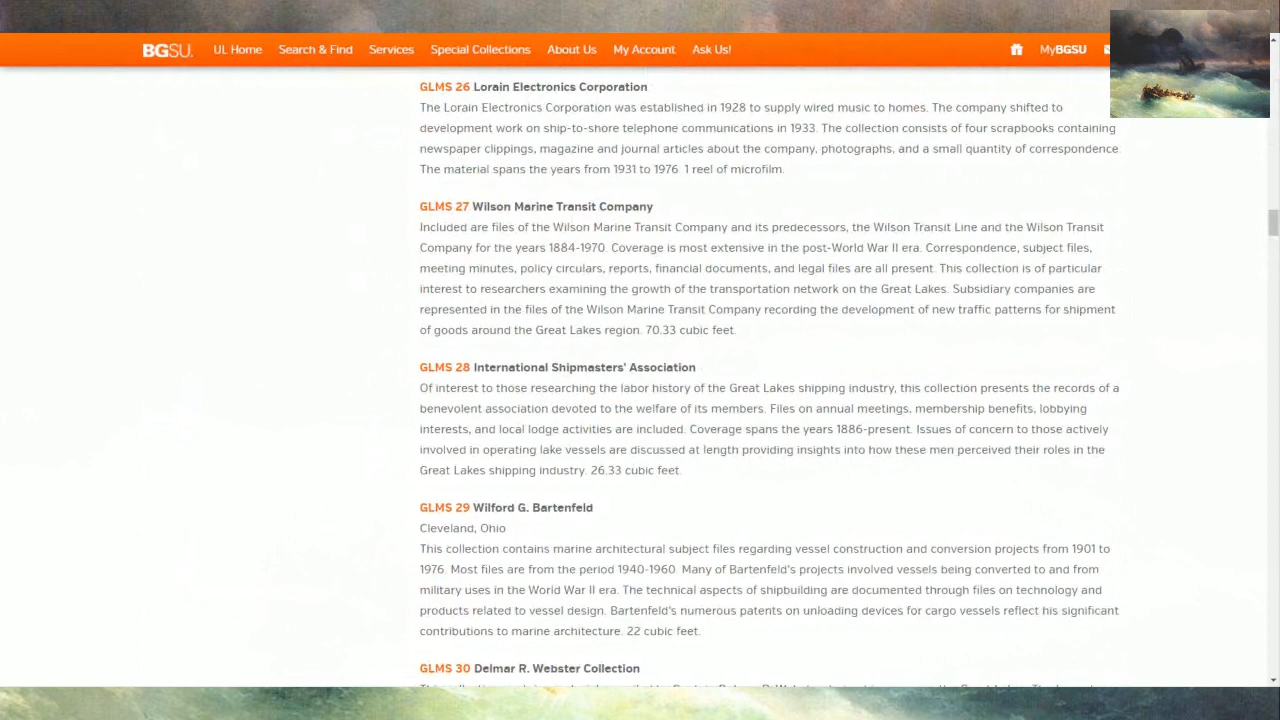 BGSU. UL Home Search & Find Services Special Collections About Us My Account Ask Us! MyBGSU
GLMS 26 Lorain Electronics Corporation
The Lorain Electronics Corporation was established in 1928 to supply wired music to homes. The company shifted to
development work on ship-to-shore telephone communications in 1933. The collection consists of four scrapbooks containing
newspaper clippings, magazine and journal articles about the company, photographs, and a small quantity of correspondence.
The material spans the years from 1931 to 1976. 1 reel of microfilm.
GLMS 27 Wilson Marine Transit Company
Included are files of the Wilson Marine Transit Company and its predecessors, the Wilson Transit Line and the Wilson Transit
Company for the years 1884-1970. Coverage is most extensive in the post-World War II era. Correspondence, subject files,
meeting minutes, policy circulars, reports, financial documents, and legal files are all present. This collection is of particular
interest to researchers examining the growth of the transportation network on the Great Lakes. Subsidiary companies are
represented in the files of the Wilson Marine Transit Company recording the development of new traffic patterns for shipment
of goods around the Great Lakes region. 70.33 cubic feet.
GLMS 28 International Shipmasters' Association
Of interest to those researching the labor history of the Great Lakes shipping industry, this collection presents the records of a
benevolent association devoted to the welfare of its members. Files on annual meetings, membership benefits, lobbying
interests, and local lodge activities are included. Coverage spans the years 1886-present. Issues of concern to those actively
involved in operating lake vessels are discussed at length providing insights into how these men perceived their roles in the
Great Lakes shipping industry. 26.33 cubic feet.
GLMS 29 Wilford G. Bartenfeld
Cleveland, Ohio
This collection contains marine architectural subject files regarding vessel construction and conversion projects from 1901 to
1976. Most files are from the period 1940-1960. Many of Bartenfeld's projects involved vessels being converted to and from
military uses in the World War II era. The technical aspects of shipbuilding are documented through files on technology and
products related to vessel design. Bartenfeld's numerous patents on unloading devices for cargo vessels reflect his significant
contributions to marine architecture. 22 cubic feet.
GLMS 30 Delmar R. Webster Collection